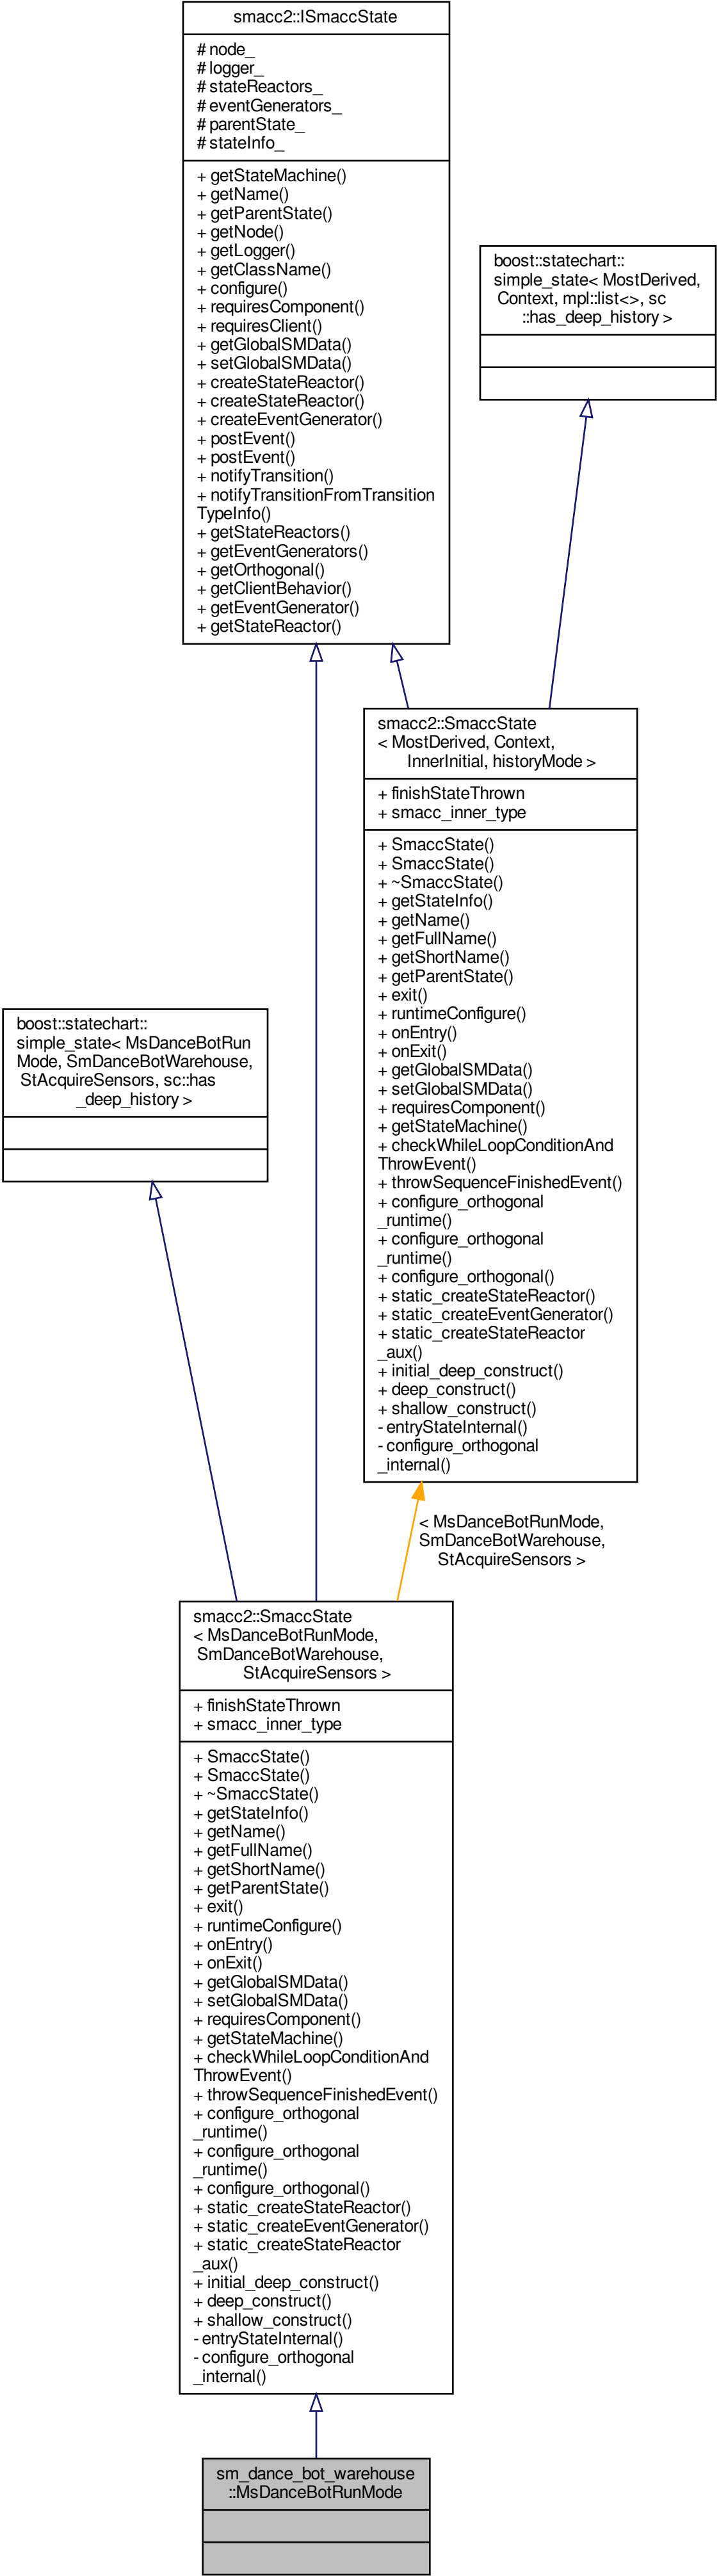 smacc2::ISmaccState
# node_
# logger_
# stateReactors_
# eventGenerators_
# parentState_
# stateInfo_
+ getStateMachine()
+ getName()
+ getParentState()
+ getNode()
+ getLogger()
+ getClassName()
+ configure()
+ requiresComponent()
+ requiresClient()
+ getGlobalSMData()
+ setGlobalSMData()
+ createStateReactor()
+ createStateReactor()
+ createEventGenerator()
+ postEvent()
+ postEvent()
+ notifyTransition()
+ notifyTransitionFromTransition
TypeInfo()
+ getStateReactors()
+ getEventGenerators()
+ getOrthogonal()
+ getClientBehavior()
+ getEventGenerator()
+ getStateReactor()
boost::statechart::
simple_state< MostDerived,
Context, mpl::list<>, sc
::has_deep_history >
smacc2::SmaccState
< MostDerived, Context,
InnerInitial, historyMode >
+ finishStateThrown
+ smacc_inner_type
+ SmaccState()
+ SmaccState()
+ ~SmaccState()
+ getStateInfo()
+ getName()
+ getFullName()
+ getShortName()
+ getParentState()
+ exit()
+ runtimeConfigure()
+ onEntry()
+ onExit()
+ getGlobalSMData()
+ setGlobalSMData()
+ requiresComponent()
+ getStateMachine()
+ checkWhileLoopConditionAnd
ThrowEvent()
+ throwSequenceFinishedEvent()
+ configure_orthogonal
_runtime()
+ configure_orthogonal
_runtime()
+ configure_orthogonal()
+ static_createStateReactor()
+ static_createEventGenerator()
+ static_createStateReactor
_aux()
+ initial_deep_construct()
+ deep_construct()
+ shallow_construct()
- entryStateInternal()
- configure_orthogonal
_internal()
boost::statechart::
simple_state< MsDanceBotRun
Mode, SmDanceBotWarehouse,
StAcquireSensors, sc::has
_deep_history >
< MsDanceBotRunMode,
SmDanceBotWarehouse,
StAcquireSensors >
smacc2::SmaccState
< MsDanceBotRunMode,
SmDanceBotWarehouse,
StAcquireSensors >
+ finishStateThrown
+ smacc_inner_type
+ SmaccState()
+ SmaccState()
+ ~SmaccState()
+ getStateInfo()
+ getName()
+ getFullName()
+ getShortName()
+ getParentState()
+ exit()
+ runtimeConfigure()
+ onEntry()
+ onExit()
+ getGlobalSMData()
+ setGlobalSMData()
+ requiresComponent()
+ getStateMachine()
+ checkWhileLoopConditionAnd
ThrowEvent()
+ throwSequenceFinishedEvent()
+ configure_orthogonal
_runtime()
+ configure_orthogonal
_runtime()
+ configure_orthogonal()
+ static_createStateReactor()
+ static_createEventGenerator()
+ static_createStateReactor
_aux()
+ initial_deep_construct()
+ deep_construct()
+ shallow_construct()
- entryStateInternal()
- configure_orthogonal
_internal()
sm_dance_bot_warehouse
::MsDanceBotRunMode